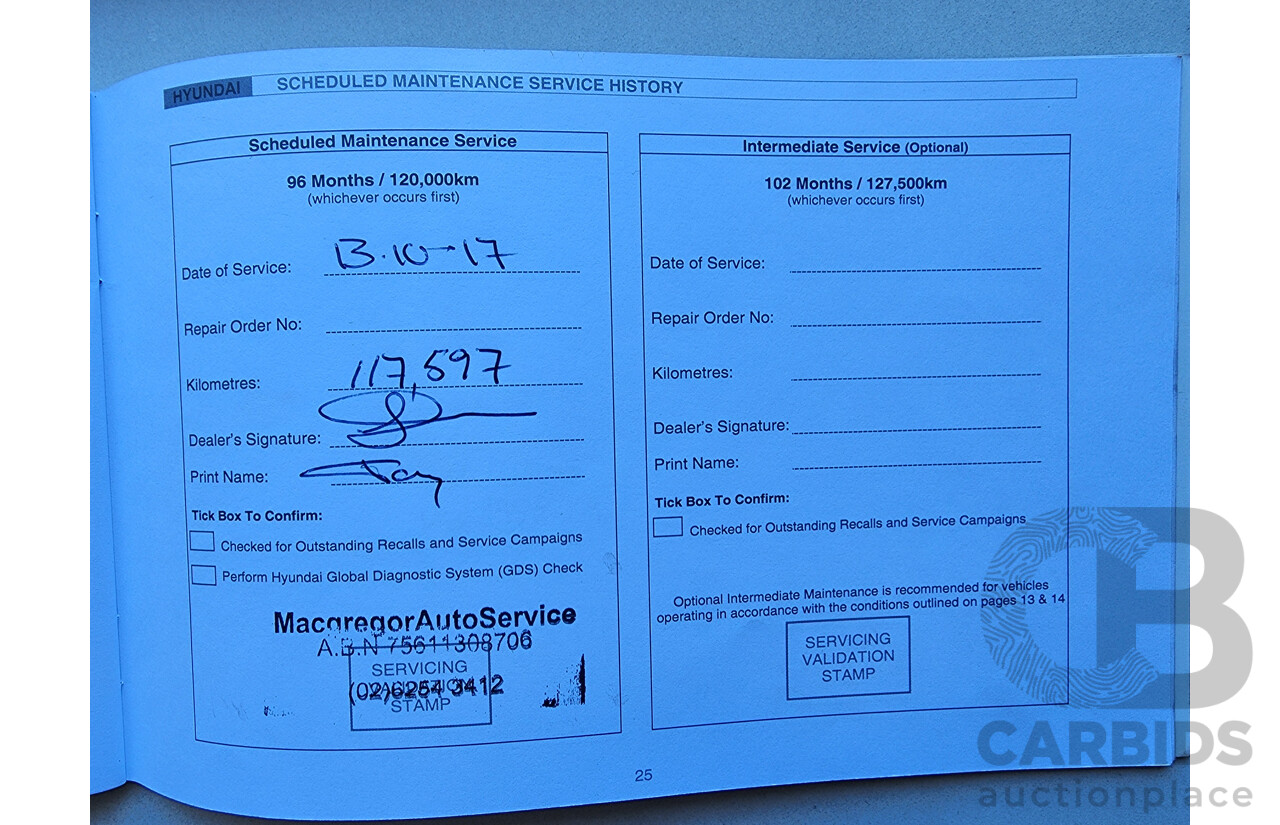 HYUNDAI
SCHEDULED MAINTENANCE SERVICE HISTORY
Scheduled Maintenance Service
96 Months / 120,000km
(whichever occurs first)
Date of Service: 13.10-17
Repair Order No:
Kilometres: 117,597
Dealer's Signature:
Print Name:
Tick Box To Confirm:
Checked for Outstanding Recalls and Service Campaigns
Perform Hyundai Global Diagnostic System (GDS) Check
MacgregorAutoService
A.B.N 75611308706
SERVICING
(02)6254 3412
STAMP
Intermediate Service (Optional)
102 Months / 127,500km
(whichever occurs first)
Date of Service:
Repair Order No:
Kilometres:
Dealer's Signature:
Print Name:
Tick Box To Confirm:
Checked for Outstanding Recalls and Service Campaigns
Optional Intermediate Maintenance is recommended for vehicles
operating in accordance with the conditions outlined on pages 13 & 14
SERVICING
VALIDATION
STAMP
25
CB
CARBIDS
auctionplace